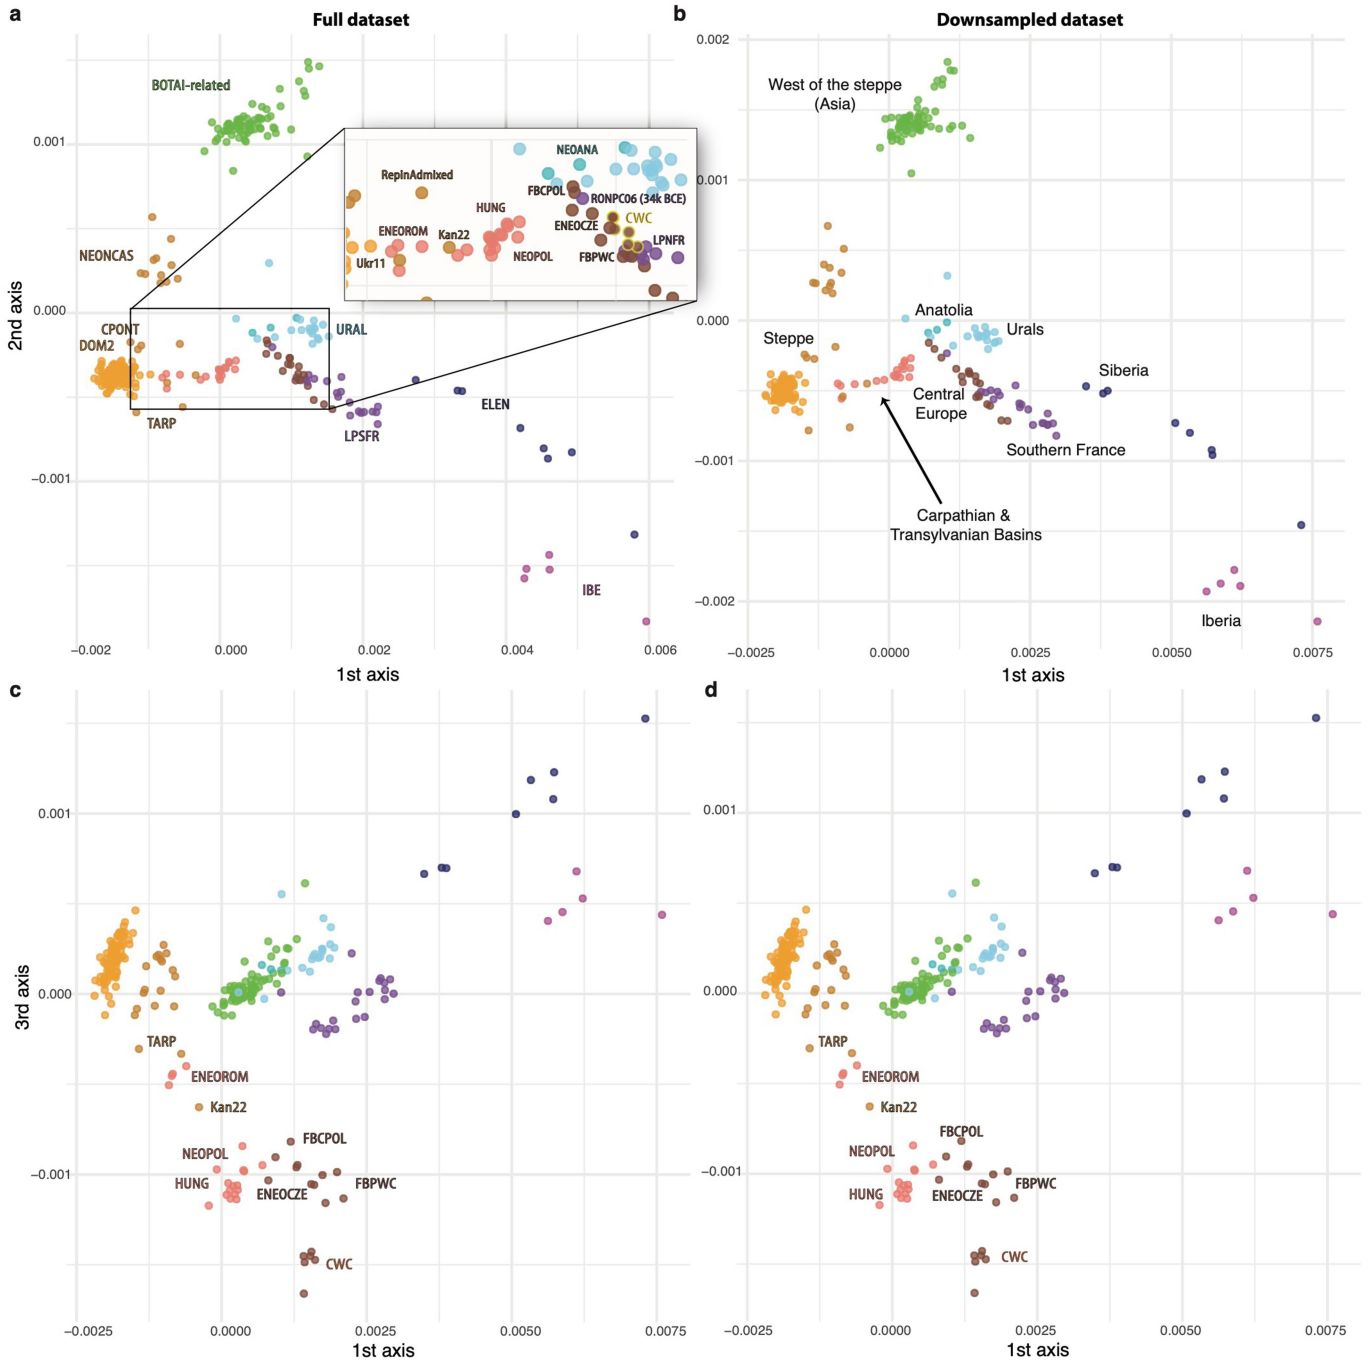 a
Full dataset
BOTAI-related
NEONCAS
CPONT
DOM2
TARP
URAL
ELEN
LPSFR
IBE
NEOANA
RepInAdmixed
FBCPOL
RONPC06 (34k BCE)
HUNG
CWC
ENEOCZE
ENEOROM
Kan22
LPNFR
NEOPOL
FBPWC
Ukr11
0.001
0.000
−0.001
2nd axis
−0.002
0.000
0.002
0.004
0.006
1st axis
b
Downsampled dataset
0.002
0.001
0.000
−0.001
−0.002
West of the steppe
(Asia)
Anatolia
Urals
Steppe
Siberia
Central
Europe
Southern France
Carpathian &
Transylvanian Basins
Iberia
−0.0025
0.0000
0.0025
0.0050
0.0075
1st axis
c
0.001
0.000
−0.001
3rd axis
TARP
ENEOROM
Kan22
FBCPOL
NEOPOL
HUNG
ENEOCZE
FBPWC
CWC
−0.0025
0.0000
0.0025
0.0050
0.0075
1st axis
d
0.001
0.000
−0.001
TARP
ENEOROM
Kan22
FBCPOL
NEOPOL
HUNG
ENEOCZE
FBPWC
CWC
−0.0025
0.0000
0.0025
0.0050
0.0075
1st axis